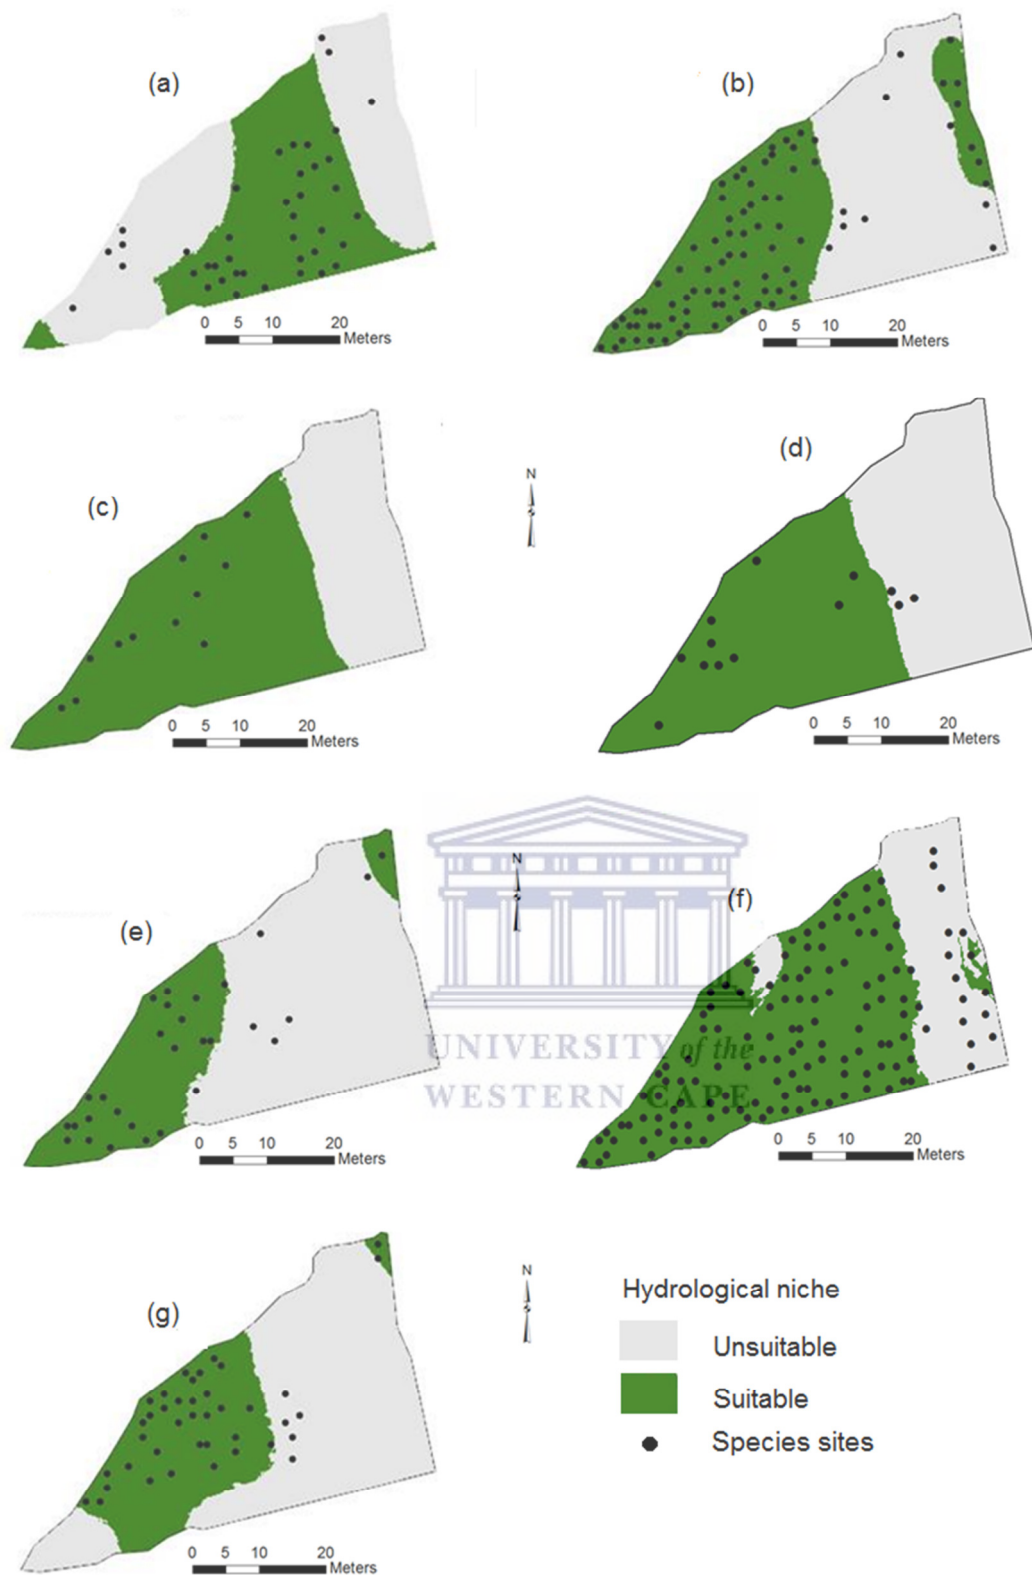 (a)
(b)
0 5 10 20
Meters
0 5 10 20
Meters
(c)
N
(d)
0 5 10 20
Meters
0 5 10 20
Meters
(e)
N
(f)
UNIVERSITY of the
WESTERN CAPE
0 5 10 20
Meters
0 5 10 20
Meters
(g)
N
Hydrological niche
Unsuitable
Suitable
Species sites
0 5 10 20
Meters